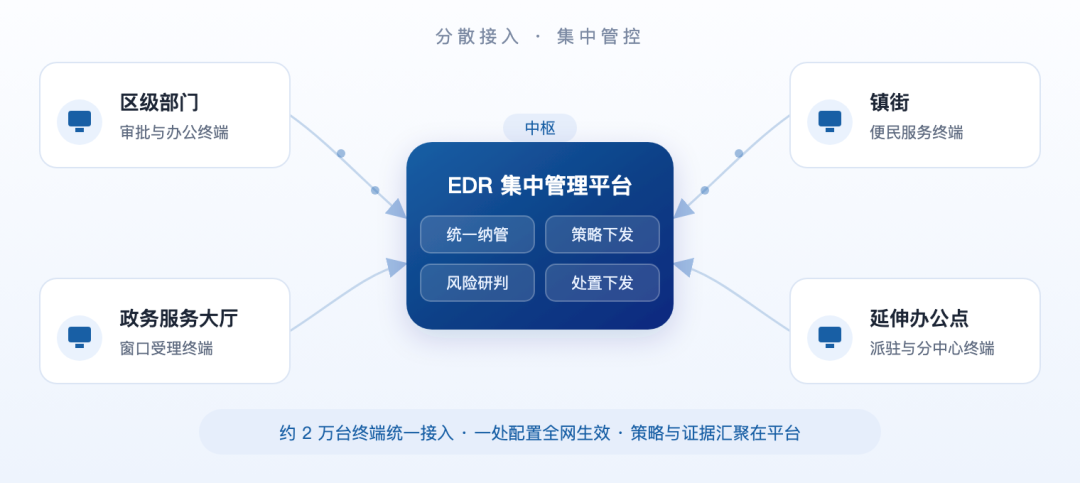 分散接入 · 集中管控
区级部门
审批与办公终端
镇街
便民服务终端
中枢
EDR 集中管理平台
统一纳管
策略下发
风险研判
处置下发
政务服务大厅
窗口受理终端
延伸办公点
派驻与分中心终端
约 2 万台终端统一接入 · 一处配置全网生效 · 策略与证据汇聚在平台